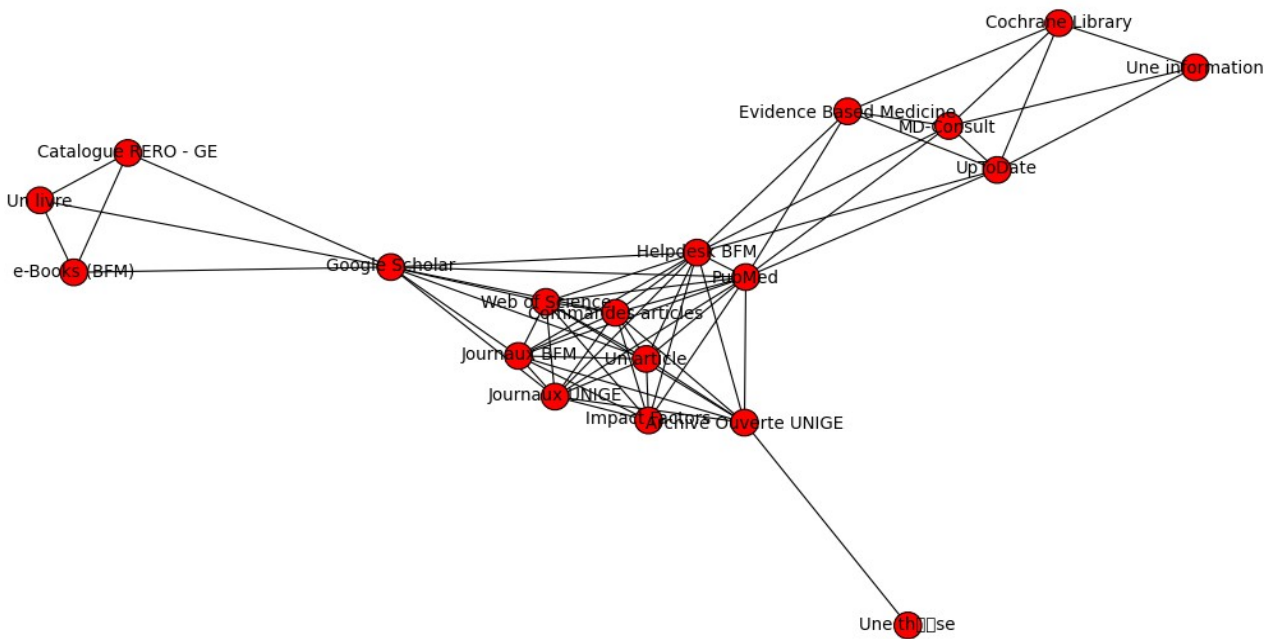 Cochrane Library
Une information
Evidence Based Medicine
MD-Consult
Catalogue RERO - GE
UpToDate
Un livre
Helpdesk BFM
Google Scholar
e-Books (BFM)
PubMed
Web of Science
Commandes articles
Journaux BFM
Un article
Journaux UNIGE
Impact Factors
Archive Ouverte UNIGE
Une th▯▯se